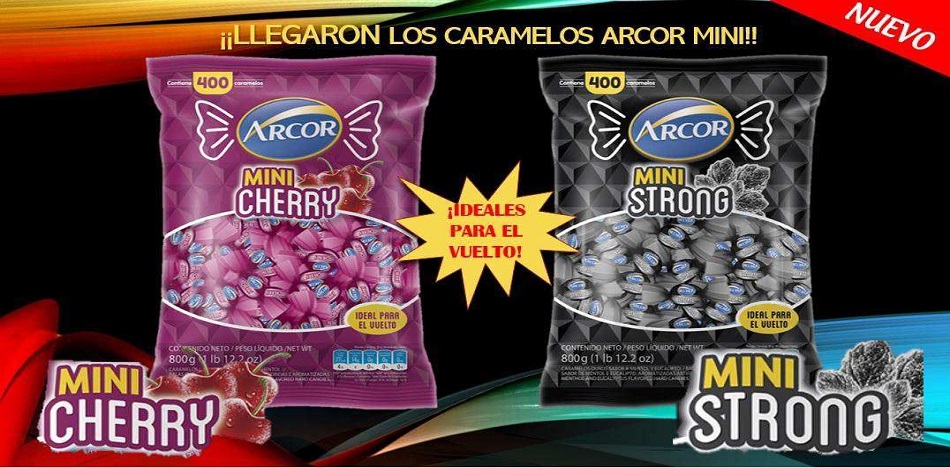 ¡¡LLEGARON LOS CARAMELOS ARCOR MINI!!
NUEVO
Contiene 400 caramelos
ARCOR
MINI
CHERRY
IDEAL PARA
EL VUELTO
CONTENIDO NETO / PESO LÍQUIDO / NET WT
800g (1 lb 12.2 oz)
¡IDEALES
PARA EL
VUELTO!
Contiene 400 caramelos
ARCOR
MINI
STRONG
IDEAL PARA
EL VUELTO
CONTENIDO NETO / PESO LÍQUIDO / NET WT
800g (1 lb 12.2 oz)
MINI
CHERRY
MINI
STRONG